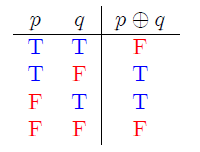 p q p ⊕ q
T T F
T F T
F T T
F F F